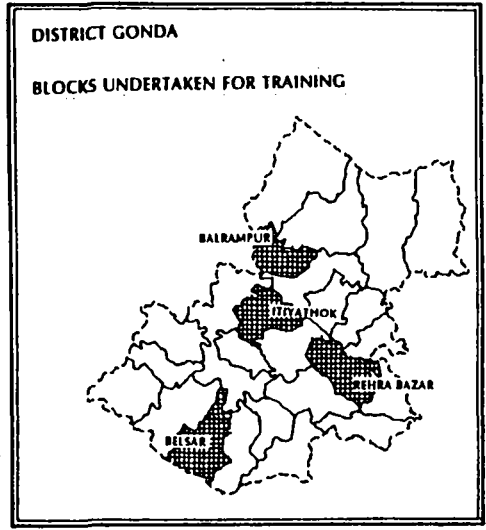 DISTRICT GONDA
BLOCKS UNDERTAKEN FOR TRAINING
BALRAMPUR
ITIYATHOK
REHRA BAZAR
BELSAR